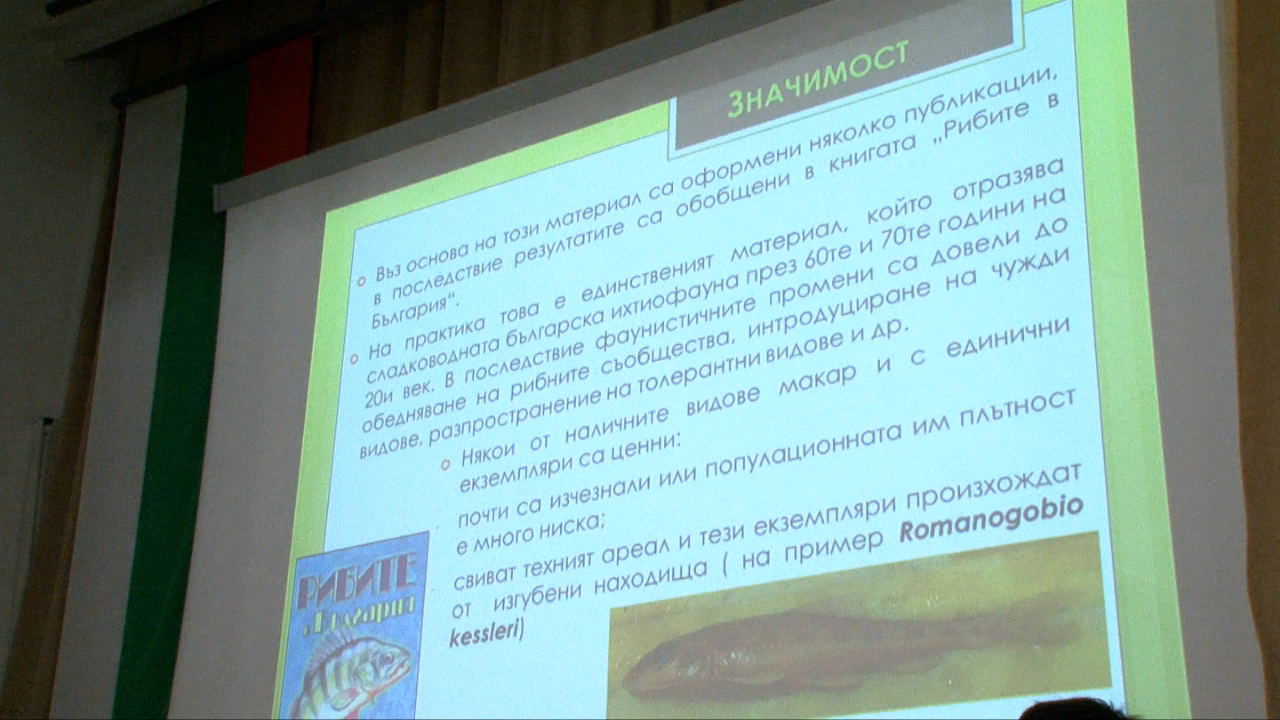 Значимост
Въз основа на този материал са оформени няколко публикации,
в последствие резултатите са обобщени в книгата „Рибите в
България“.
На практика това е единственият материал, който отразява
сладководната българска ихтиофауна през 60те и 70те години на
20и век. В последствие фаунистичните промени са довели до
обедняване на рибните съобщества, интродуциране на чужди
видове, разпространение на толерантни видове и др.
Някои от наличните видове макар и с единични
екземпляри са ценни:
почти са изчезнали или популационната им плътност
е много ниска;
свиват техният ареал и тези екземпляри произхождат
от изгубени находища ( на пример Romanogobio
kessleri)
РИБИТЕ
в България